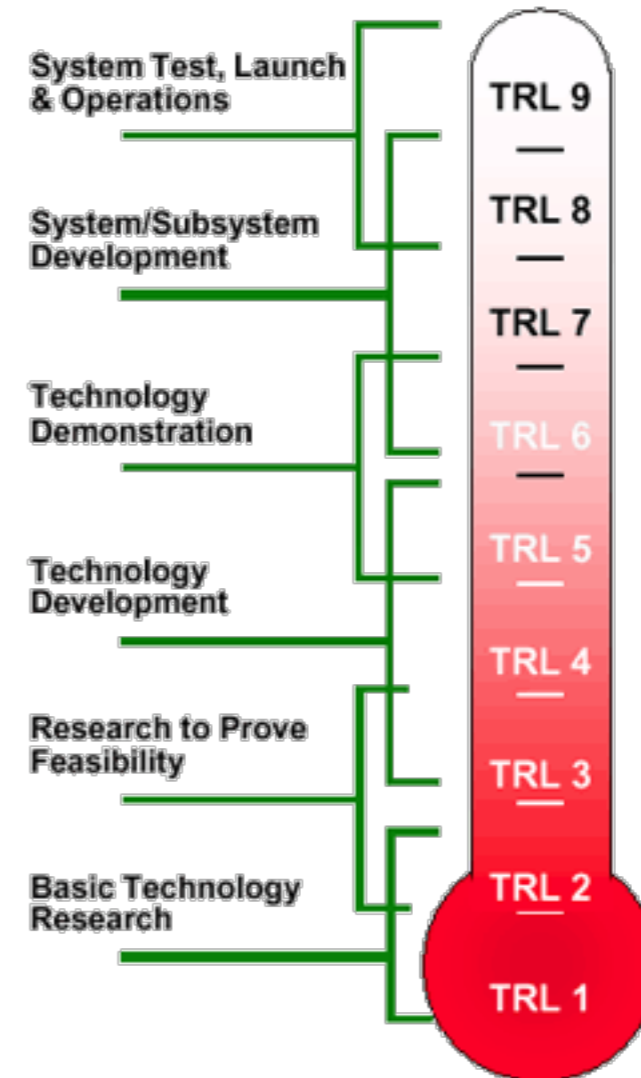 System Test, Launch
& Operations
System/Subsystem
Development
Technology
Demonstration
Technology
Development
Research to Prove
Feasibility
Basic Technology
Research
TRL 9
TRL 8
TRL 7
TRL 6
TRL 5
TRL 4
TRL 3
TRL 2
TRL 1